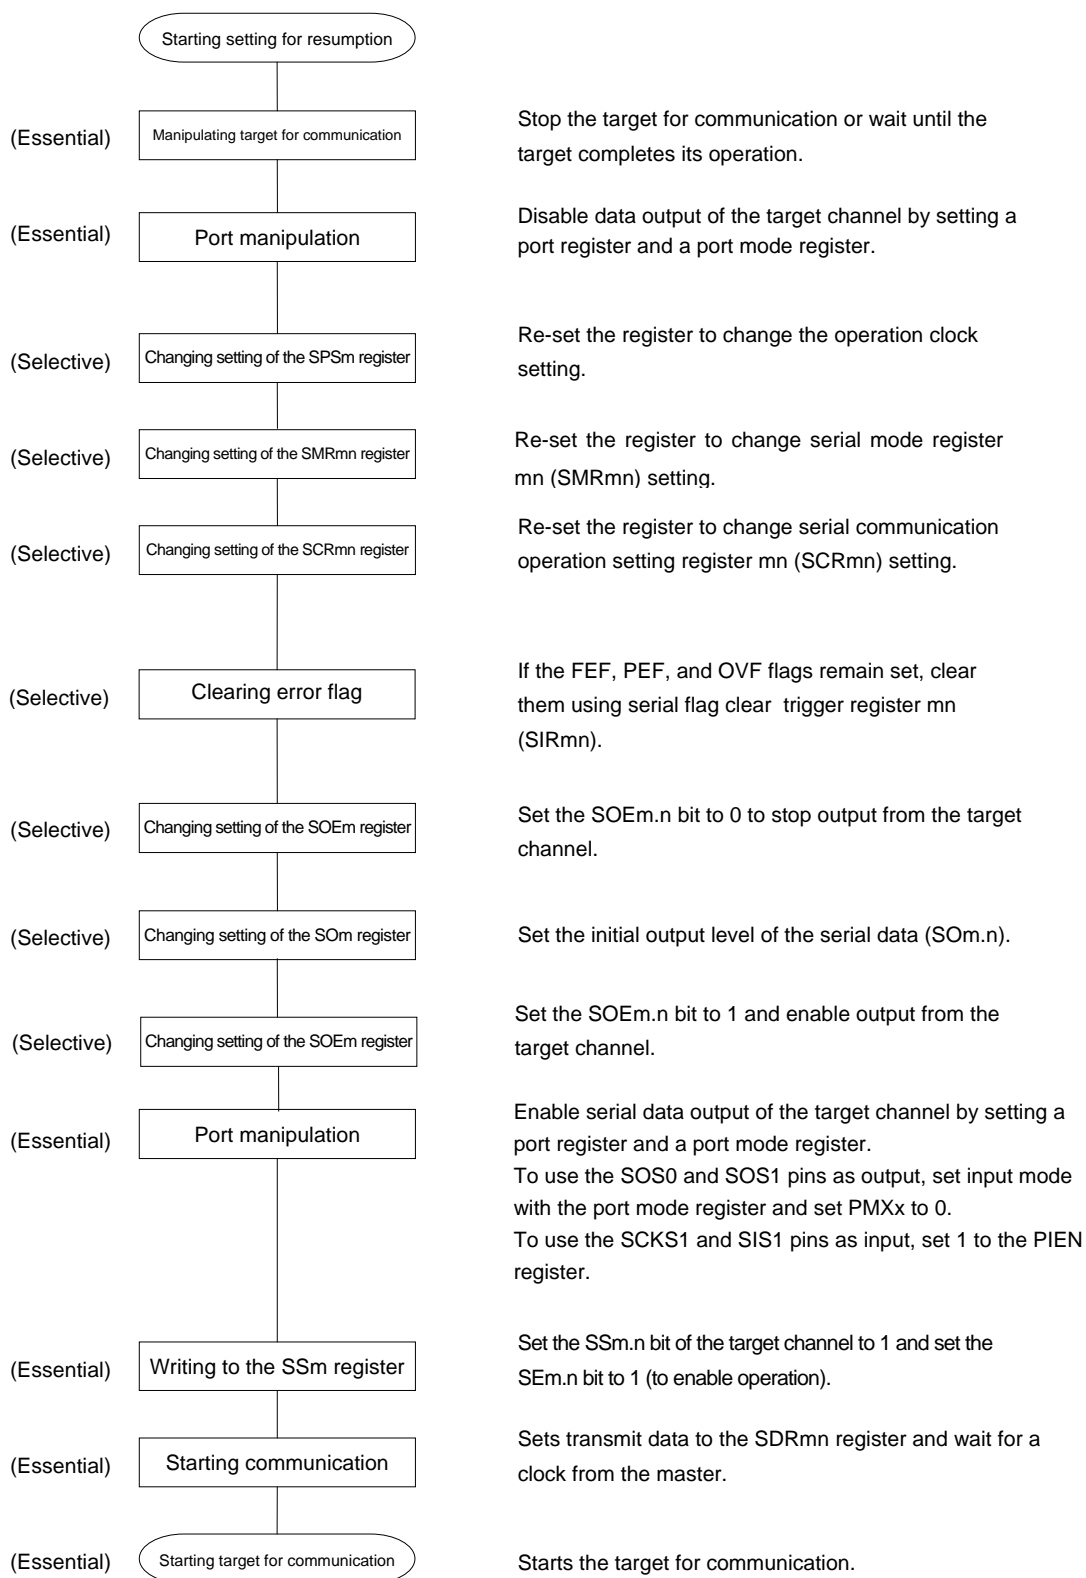 Starting setting for resumption
(Essential)
Manipulating target for communication
Stop the target for communication or wait until the
target completes its operation.
(Essential)
Port manipulation
Disable data output of the target channel by setting a
port register and a port mode register.
(Selective)
Changing setting of the SPSm register
Re-set the register to change the operation clock
setting.
(Selective)
Changing setting of the SMRmn register
Re-set the register to change serial mode register
mn (SMRmn) setting.
(Selective)
Changing setting of the SCRmn register
Re-set the register to change serial communication
operation setting register mn (SCRmn) setting.
(Selective)
Clearing error flag
If the FEF, PEF, and OVF flags remain set, clear
them using serial flag clear trigger register mn
(SIRmn).
(Selective)
Changing setting of the SOEm register
Set the SOEm.n bit to 0 to stop output from the target
channel.
(Selective)
Changing setting of the SOm register
Set the initial output level of the serial data (SOm.n).
(Selective)
Changing setting of the SOEm register
Set the SOEm.n bit to 1 and enable output from the
target channel.
(Essential)
Port manipulation
Enable serial data output of the target channel by setting a
port register and a port mode register.
To use the SOS0 and SOS1 pins as output, set input mode
with the port mode register and set PMXx to 0.
To use the SCKS1 and SIS1 pins as input, set 1 to the PIEN
register.
(Essential)
Writing to the SSm register
Set the SSm.n bit of the target channel to 1 and set the
SEm.n bit to 1 (to enable operation).
(Essential)
Starting communication
Sets transmit data to the SDRmn register and wait for a
clock from the master.
(Essential)
Starting target for communication
Starts the target for communication.